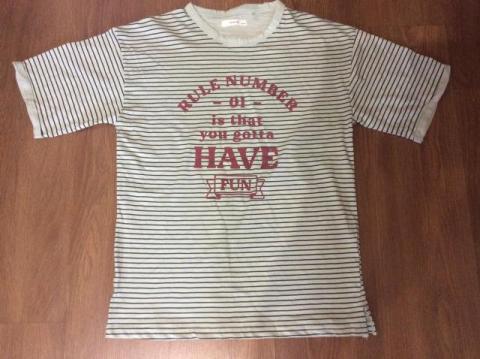 RULE NUMBER
- 01 -
is that
you gotta
HAVE
FUN